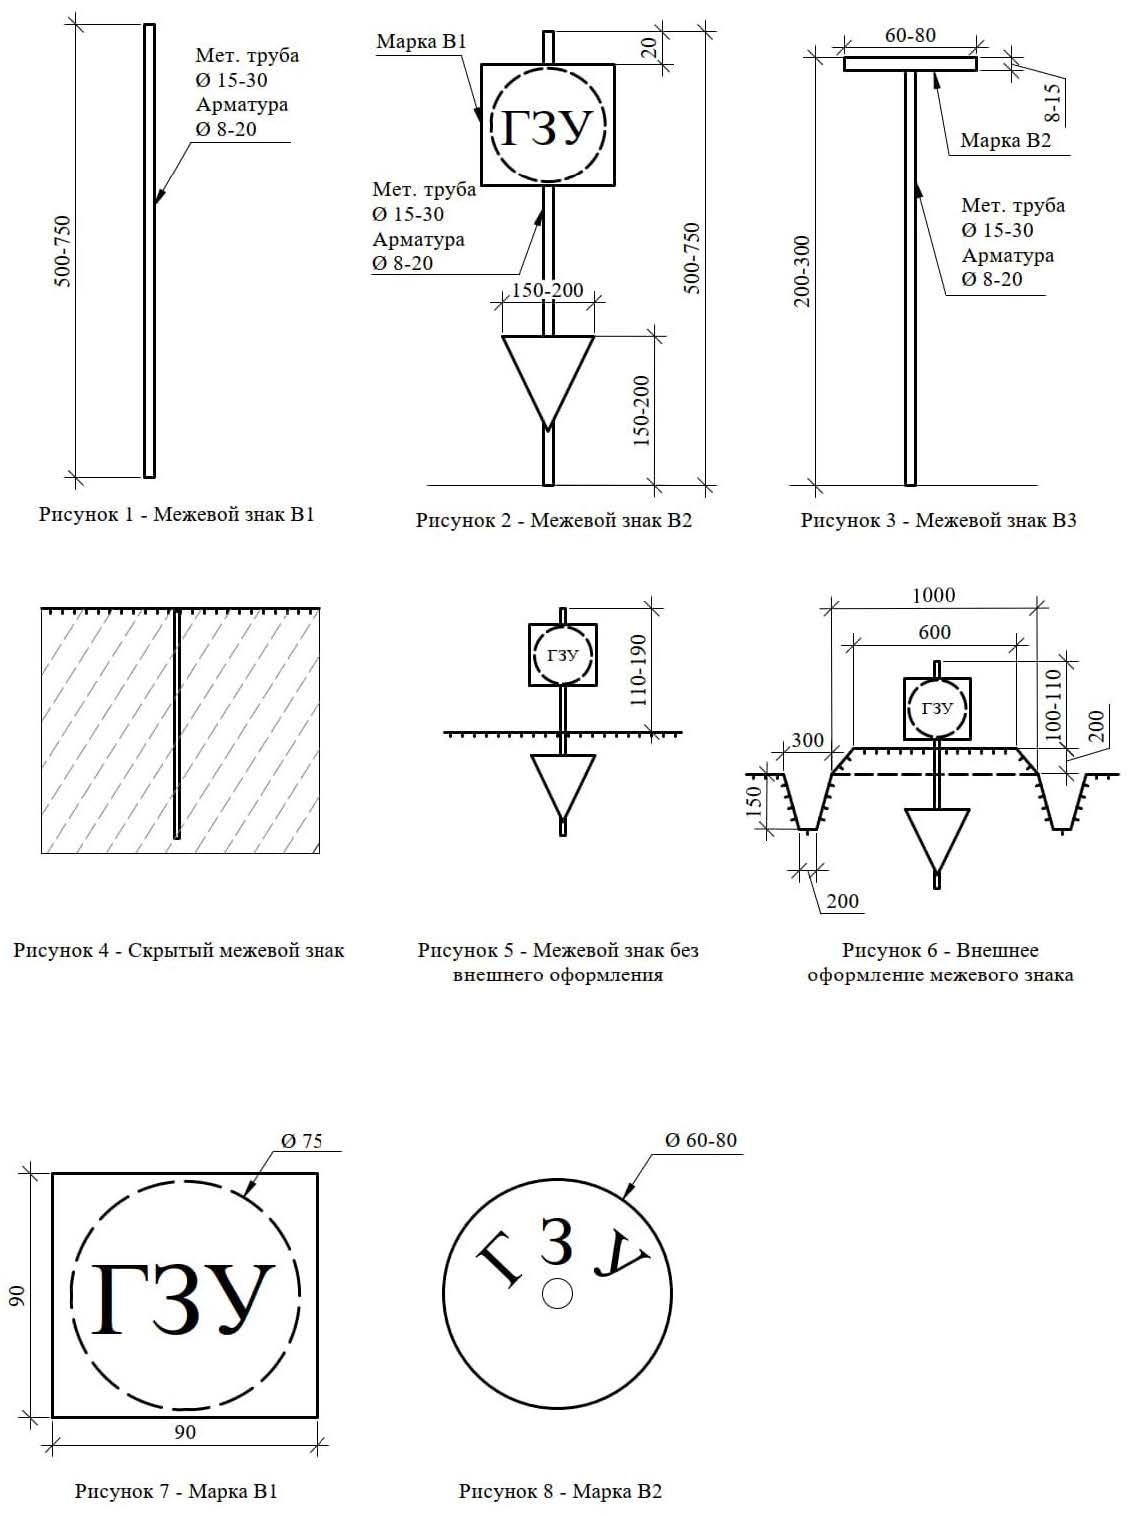 500-750
Мет. труба
Ø 15-30
Арматура
Ø 8-20
Рисунок 1 - Межевой знак В1
Марка В1
20
ГЗУ
Мет. труба
Ø 15-30
Арматура
Ø 8-20
150-200
150-200
500-750
Рисунок 2 - Межевой знак В2
60-80
8-15
Марка В2
Мет. труба
Ø 15-30
Арматура
Ø 8-20
200-300
Рисунок 3 - Межевой знак В3
Рисунок 4 - Скрытый межевой знак
ГЗУ
110-190
Рисунок 5 - Межевой знак без
внешнего оформления
1000
600
100-110
200
300
ГЗУ
150
200
Рисунок 6 - Внешнее
оформление межевого знака
Ø 75
ГЗУ
90
90
Рисунок 7 - Марка В1
Ø 60-80
ГЗУ
Рисунок 8 - Марка В2